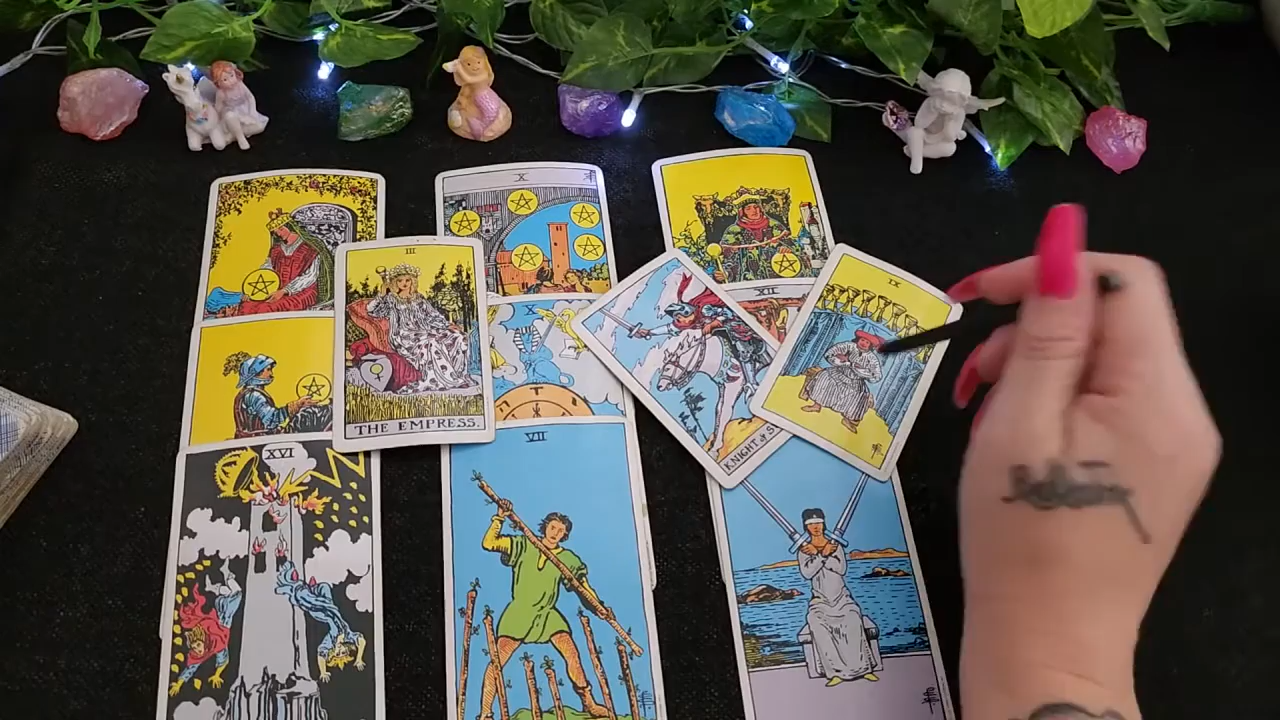 X
III
IX
X
XII
KNIGHT of S
THE EMPRESS.
VII
XVI